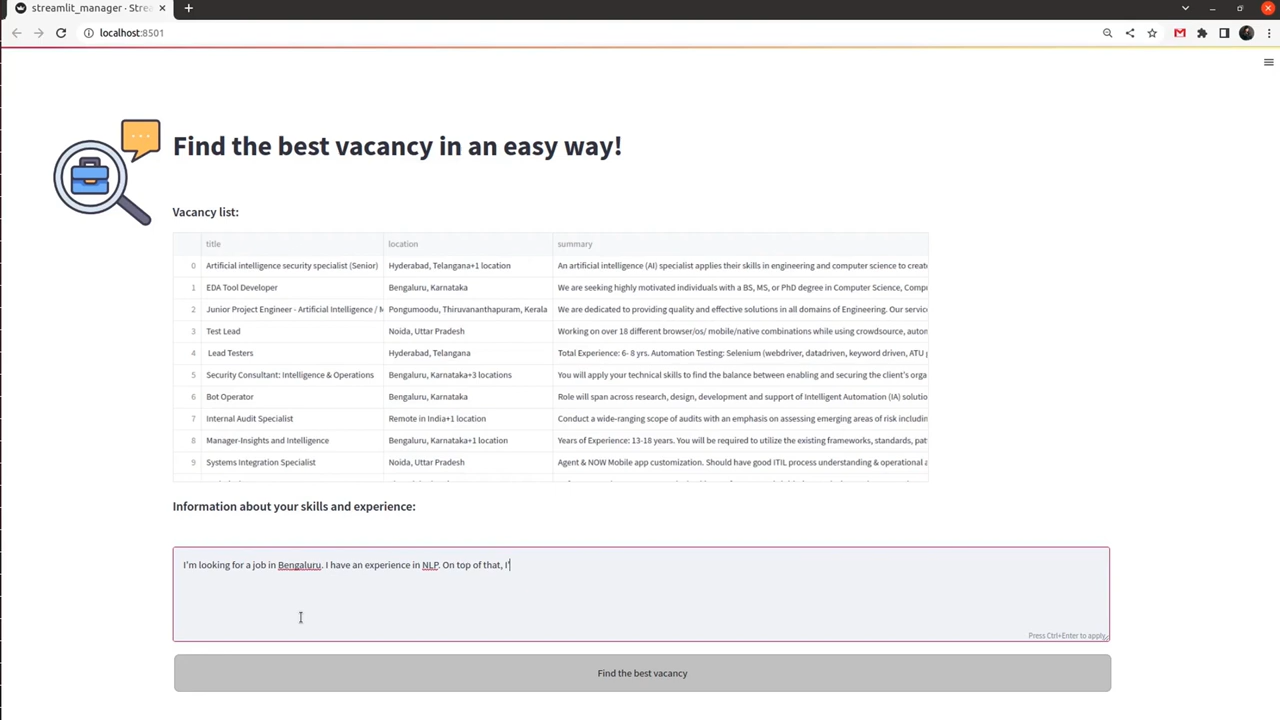 streamlit_manager · Strea
localhost:8501
Find the best vacancy in an easy way!
Vacancy list:
title location summary
0 Artificial intelligence security specialist (Senior) Hyderabad, Telangana+1 location An artificial intelligence (AI) specialist applies their skills in engineering and computer science to create
1 EDA Tool Developer Bengaluru, Karnataka We are seeking highly motivated individuals with a BS, MS, or PhD degree in Computer Science, Compu
2 Junior Project Engineer - Artificial Intelligence / M Pongumoodu, Thiruvananthapuram, Kerala We are dedicated to providing quality and effective solutions in all domains of Engineering. Our service
3 Test Lead Noida, Uttar Pradesh Working on over 18 different browser/os/ mobile/native combinations while using crowdsource, autom
4 Lead Testers Hyderabad, Telangana Total Experience: 6- 8 yrs. Automation Testing: Selenium (webdriver, datadriven, keyword driven, ATU g
5 Security Consultant: Intelligence & Operations Bengaluru, Karnataka+3 locations You will apply your technical skills to find the balance between enabling and securing the client's orga
6 Bot Operator Bengaluru, Karnataka Role will span across research, design, development and support of Intelligent Automation (IA) solutio
7 Internal Audit Specialist Remote in India+1 location Conduct a wide-ranging scope of audits with an emphasis on assessing emerging areas of risk includin
8 Manager-Insights and Intelligence Bengaluru, Karnataka+1 location Years of Experience: 13-18 years. You will be required to utilize the existing frameworks, standards, pat
9 Systems Integration Specialist Noida, Uttar Pradesh Agent & NOW Mobile app customization. Should have good ITIL process understanding & operational a
Information about your skills and experience:
I'm looking for a job in Bengaluru. I have an experience in NLP. On top of that, I'
Press Ctrl+Enter to apply
Find the best vacancy